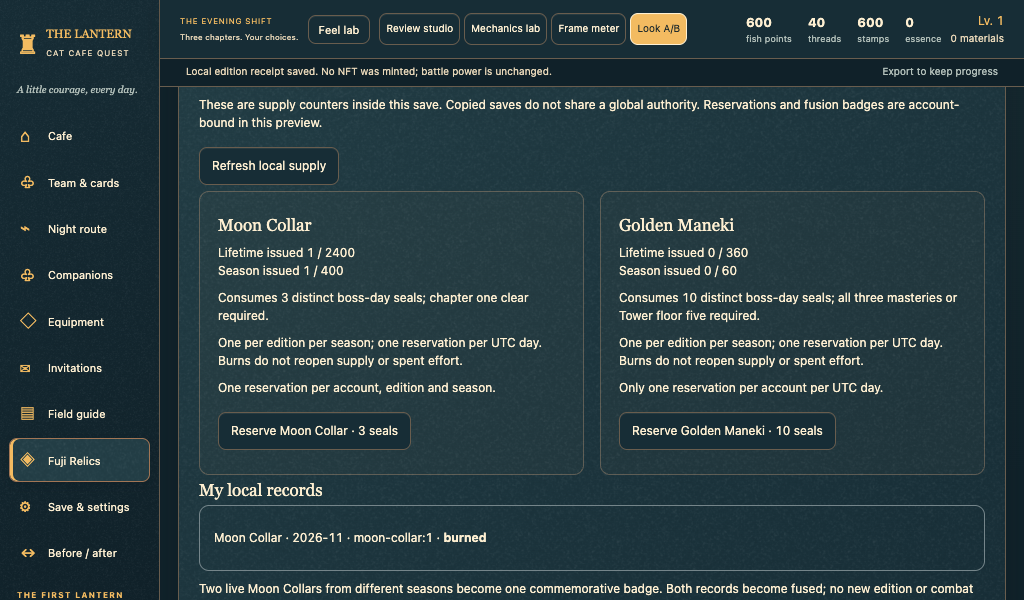 THE LANTERN
CAT CAFE QUEST
A little courage, every day.
Cafe
Team & cards
Night route
Companions
Equipment
Invitations
Field guide
Fuji Relics
Save & settings
Before / after
THE FIRST LANTERN
THE EVENING SHIFT
Three chapters. Your choices.
Feel lab
Review studio
Mechanics lab
Frame meter
Look A/B
600
fish points
40
threads
600
stamps
0
essence
Lv. 1
0 materials
Local edition receipt saved. No NFT was minted; battle power is unchanged.
Export to keep progress
These are supply counters inside this save. Copied saves do not share a global authority. Reservations and fusion badges are account-
bound in this preview.
Refresh local supply
Moon Collar
Lifetime issued 1 / 2400
Season issued 1 / 400
Consumes 3 distinct boss-day seals; chapter one clear
required.
One per edition per season; one reservation per UTC day.
Burns do not reopen supply or spent effort.
One reservation per account, edition and season.
Reserve Moon Collar · 3 seals
Golden Maneki
Lifetime issued 0 / 360
Season issued 0 / 60
Consumes 10 distinct boss-day seals; all three masteries or
Tower floor five required.
One per edition per season; one reservation per UTC day.
Burns do not reopen supply or spent effort.
Only one reservation per account per UTC day.
Reserve Golden Maneki · 10 seals
My local records
Moon Collar · 2026-11 · moon-collar:1 · burned
Two live Moon Collars from different seasons become one commemorative badge. Both records become fused; no new edition or combat